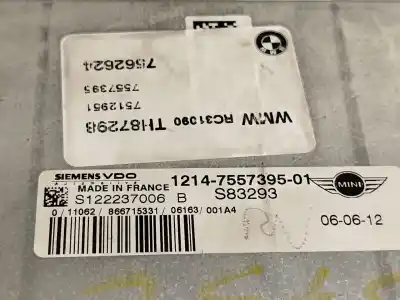 7562624
7557395
7512951
WMW RC31090 TH87298
SIEMENS VDO
MADE IN FRANCE
1214-7557395-01
MINI
S122237006 B
S83293
0/11062/866715331/06163/001A4
06-06-12